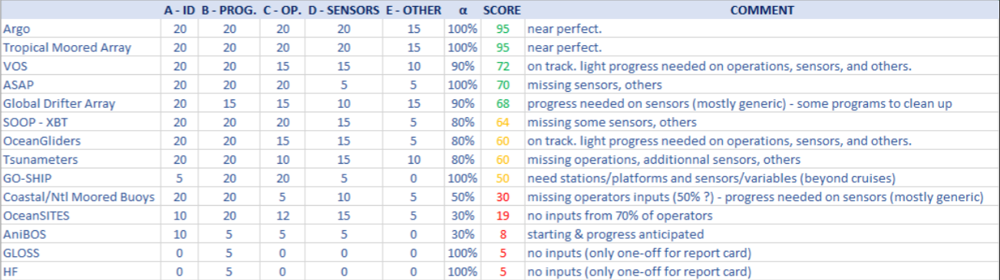 A - ID B - PROG. C - OP. D - SENSORS E - OTHER α SCORE COMMENT
Argo 20 20 20 20 15 100% 95 near perfect.
Tropical Moored Array 20 20 20 20 15 100% 95 near perfect.
VOS 20 20 15 15 10 90% 72 on track. light progress needed on operations, sensors, and others.
ASAP 20 20 20 5 5 100% 70 missing sensors, others
Global Drifter Array 20 15 15 10 15 90% 68 progress needed on sensors (mostly generic) - some programs to clean up
SOOP - XBT 20 20 20 15 5 80% 64 missing some sensors, others
OceanGliders 20 20 15 15 5 80% 60 on track. light progress needed on operations, sensors, and others.
Tsunameters 20 20 10 15 10 80% 60 missing operations, additionnal sensors, others
GO-SHIP 5 20 20 5 0 100% 50 need stations/platforms and sensors/variables (beyond cruises)
Coastal/Ntl Moored Buoys 20 20 5 10 5 50% 30 missing operators inputs (50% ?) - progress needed on sensors (mostly generic)
OceanSITES 10 20 12 15 5 30% 19 no inputs from 70% of operators
AniBOS 10 5 5 5 0 30% 8 starting & progress anticipated
GLOSS 0 5 0 0 0 100% 5 no inputs (only one-off for report card)
HF 0 5 0 0 0 100% 5 no inputs (only one-off for report card)